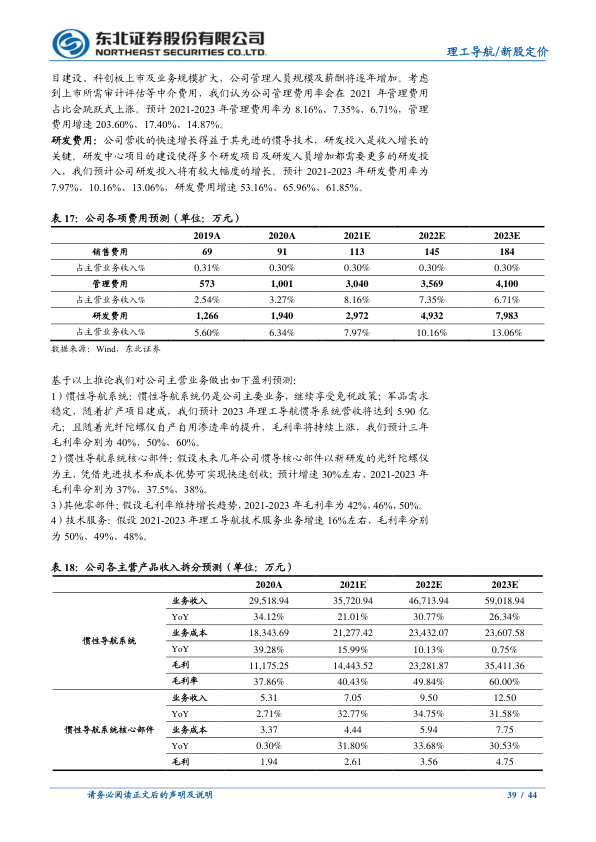 东北证券股份有限公司
NORTHEAST SECURITIES CO.,LTD.
理工导航/新股定价
目建设、科创板上市及业务规模扩大，公司管理人员规模及薪酬将逐年增加。考虑
到上市所需审计评估等中介费用，我们认为公司管理费用率会在 2021 年管理费用
占比会跳跃式上涨。预计 2021-2023 年管理费用率为 8.16%、7.35%、6.71%，管理
费用增速 203.60%、17.40%、14.87%。
研发费用：公司营收的快速增长得益于其先进的惯导技术，研发投入是收入增长的
关键。研发中心项目的建设使得多个研发项目及研发人员增加都需要更多的研发投
入，我们预计公司研发投入将有较大幅度的增长。预计 2021-2023 年研发费用率为
7.97%、10.16%、13.06%，研发费用增速 53.16%、65.96%、61.85%。
表 17：公司各项费用预测（单位：万元）
2019A 2020A 2021E 2022E 2023E
销售费用 69 91 113 145 184
占主营业务收入% 0.31% 0.30% 0.30% 0.30% 0.30%
管理费用 573 1,001 3,040 3,569 4,100
占主营业务收入% 2.54% 3.27% 8.16% 7.35% 6.71%
研发费用 1,266 1,940 2,972 4,932 7,983
占主营业务收入% 5.60% 6.34% 7.97% 10.16% 13.06%
数据来源：Wind、东北证券
基于以上推论我们对公司主营业务做出如下盈利预测：
1）惯性导航系统：惯性导航系统仍是公司主要业务，继续享受免税政策；军品需求
稳定，随着扩产项目建成，我们预计 2023 年理工导航惯导系统营收将达到 5.90 亿
元；且随着光纤陀螺仪自产自用渗透率的提升，毛利率将持续上涨，我们预计三年
毛利率分别为 40%、50%、60%。
2）惯性导航系统核心部件：假设未来几年公司惯导核心部件以新研发的光纤陀螺仪
为主，凭借先进技术和成本优势可实现快速创收；预计增速 30%左右，2021-2023 年
毛利率分别为 37%、37.5%、38%。
3）其他零部件：假设毛利率维持增长趋势，2021-2023 年毛利率为 42%，46%，50%。
4）技术服务：假设 2021-2023 年理工导航技术服务业务增速 16%左右，毛利率分别
为 50%、49%、48%。
表 18：公司各主营产品收入拆分预测（单位：万元）
2020A 2021E 2022E 2023E
业务收入 29,518.94 35,720.94 46,713.94 59,018.94
YoY 34.12% 21.01% 30.77% 26.34%
业务成本 18,343.69 21,277.42 23,432.07 23,607.58
惯性导航系统 YoY 39.28% 15.99% 10.13% 0.75%
毛利 11,175.25 14,443.52 23,281.87 35,411.36
毛利率 37.86% 40.43% 49.84% 60.00%
业务收入 5.31 7.05 9.50 12.50
YoY 2.71% 32.77% 34.75% 31.58%
惯性导航系统核心部件 业务成本 3.37 4.44 5.94 7.75
YoY 0.30% 31.80% 33.68% 30.53%
毛利 1.94 2.61 3.56 4.75
请务必阅读正文后的声明及说明 39 / 44